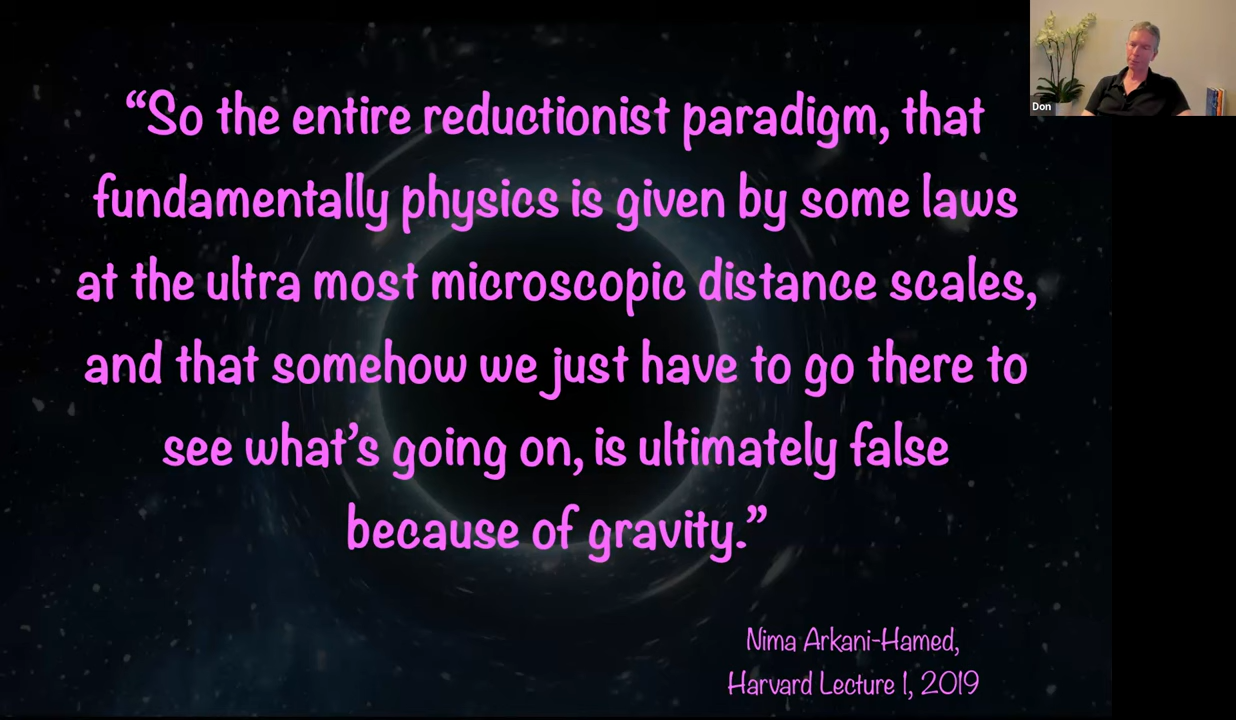 “So the entire reductionist paradigm, that
fundamentally physics is given by some laws
at the ultra most microscopic distance scales,
and that somehow we just have to go there to
see what’s going on, is ultimately false
because of gravity.”
Nima Arkani-Hamed,
Harvard Lecture 1, 2019
Don